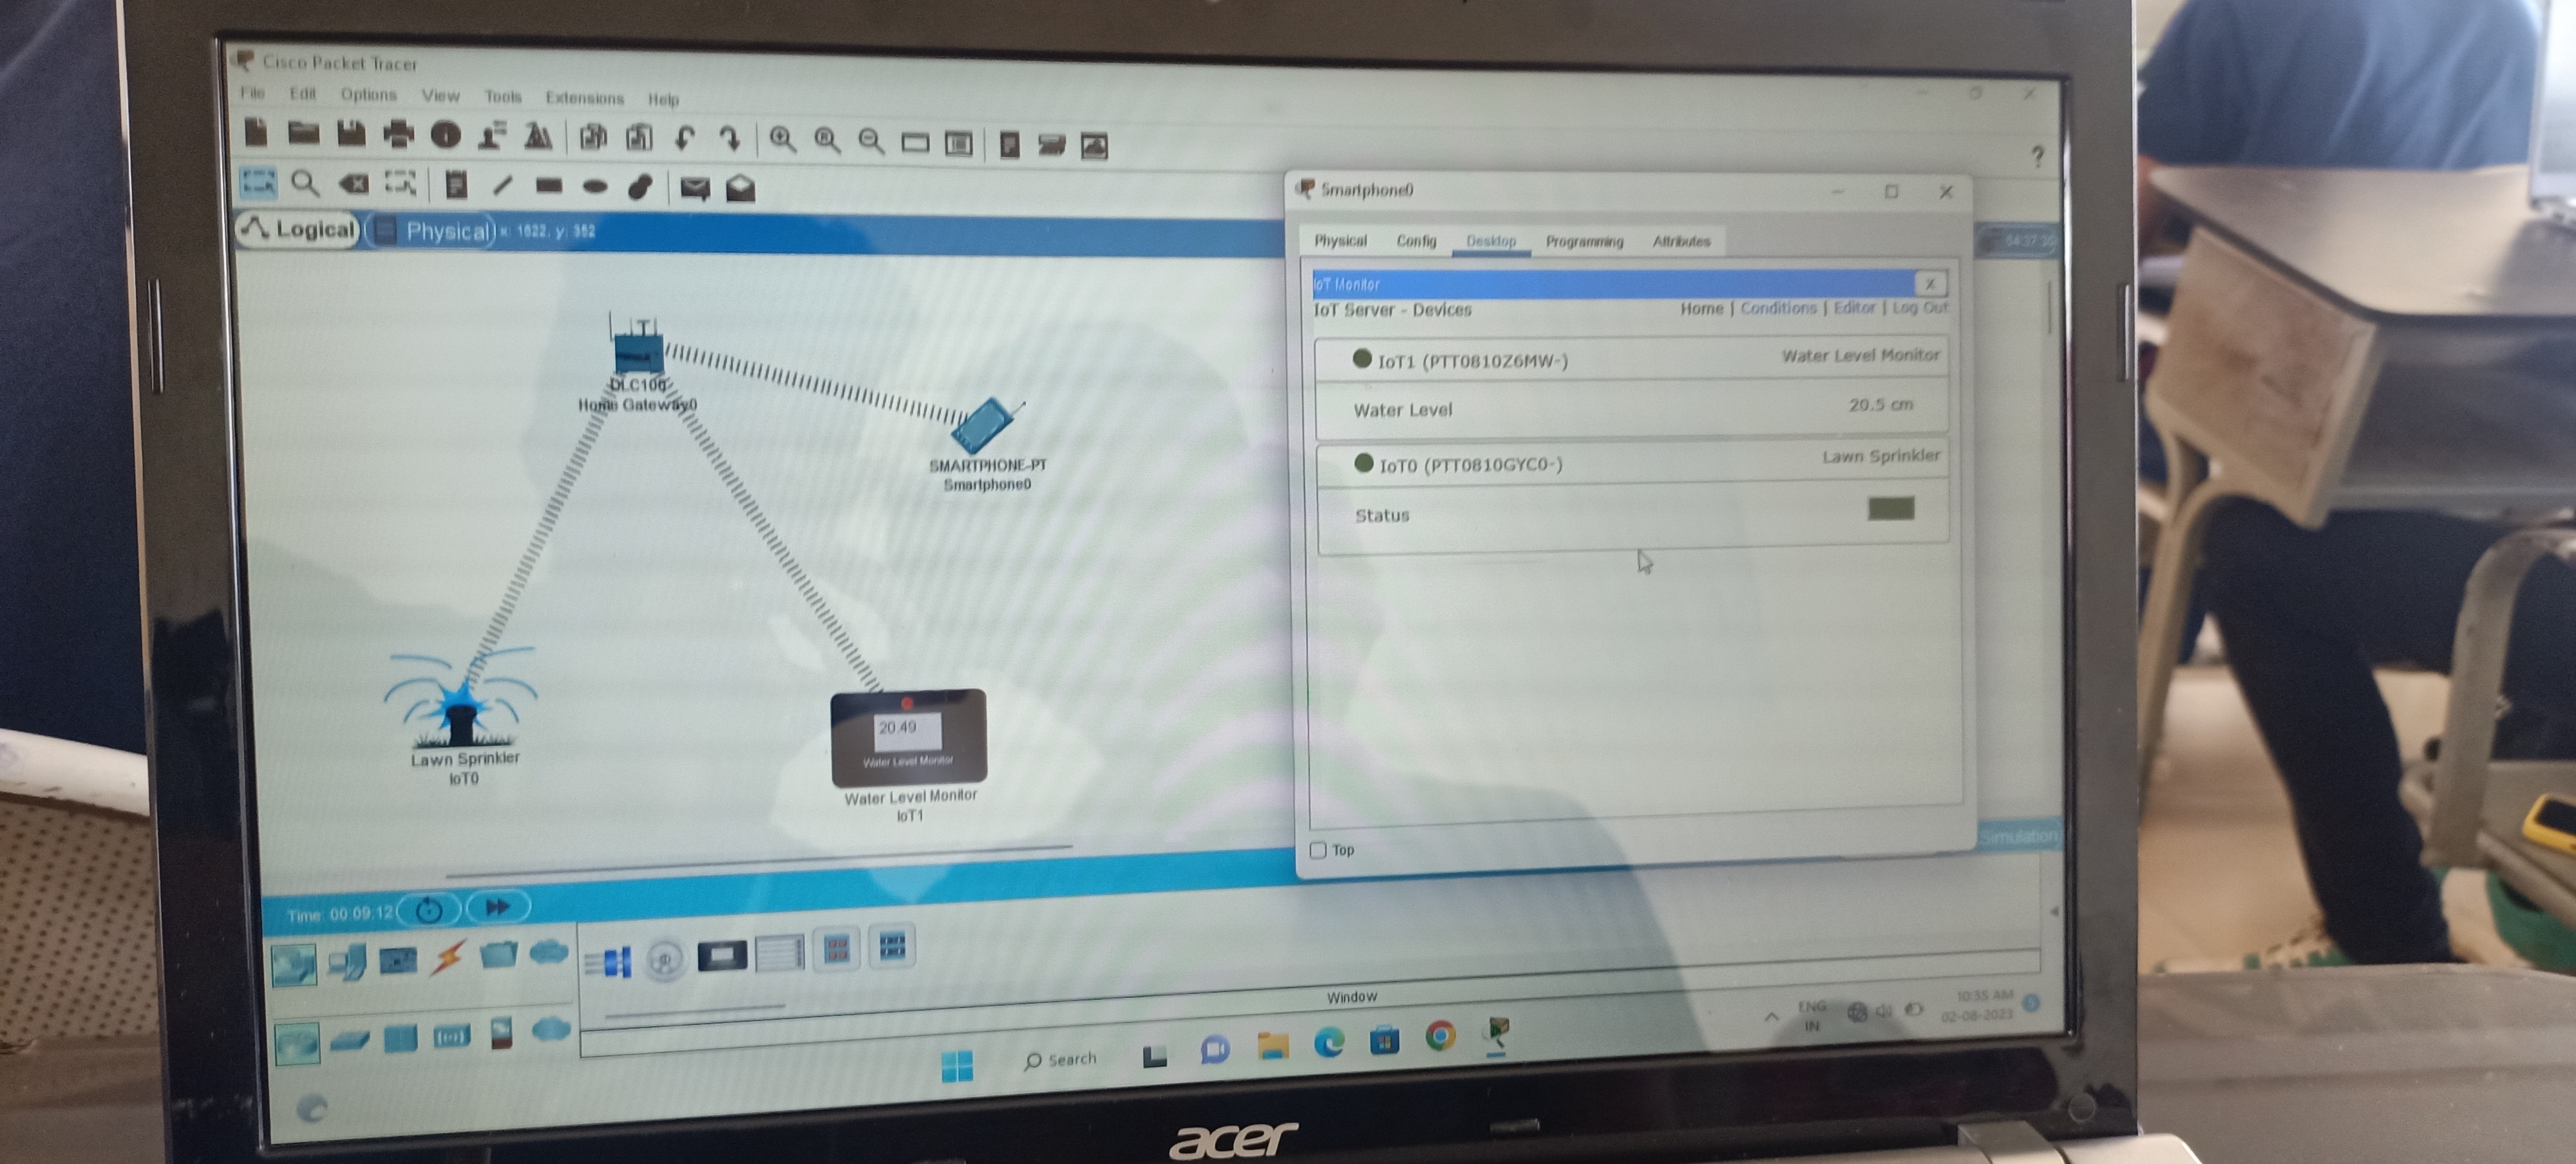 Cisco Packet Tracer
File Edit Options View Tools Extensions Help
?
Logical Physical x: 1822, y: 352
DLC100
Home Gateway0
SMARTPHONE-PT
Smartphone0
Lawn Sprinkler
IoT0
20.49
Water Level Monitor
Water Level Monitor
IoT1
Smartphone0
Physical Config Desktop Programming Attributes
IoT Monitor X
IoT Server - Devices Home | Conditions | Editor | Log Out
IoT1 (PTT0810Z6MW-) Water Level Monitor
Water Level 20.5 cm
IoT0 (PTT0810GYC0-) Lawn Sprinkler
Status
Top
Simulation
Time: 00:09:12
Window
Search
ENG
IN
10:35 AM
02-08-2023
acer